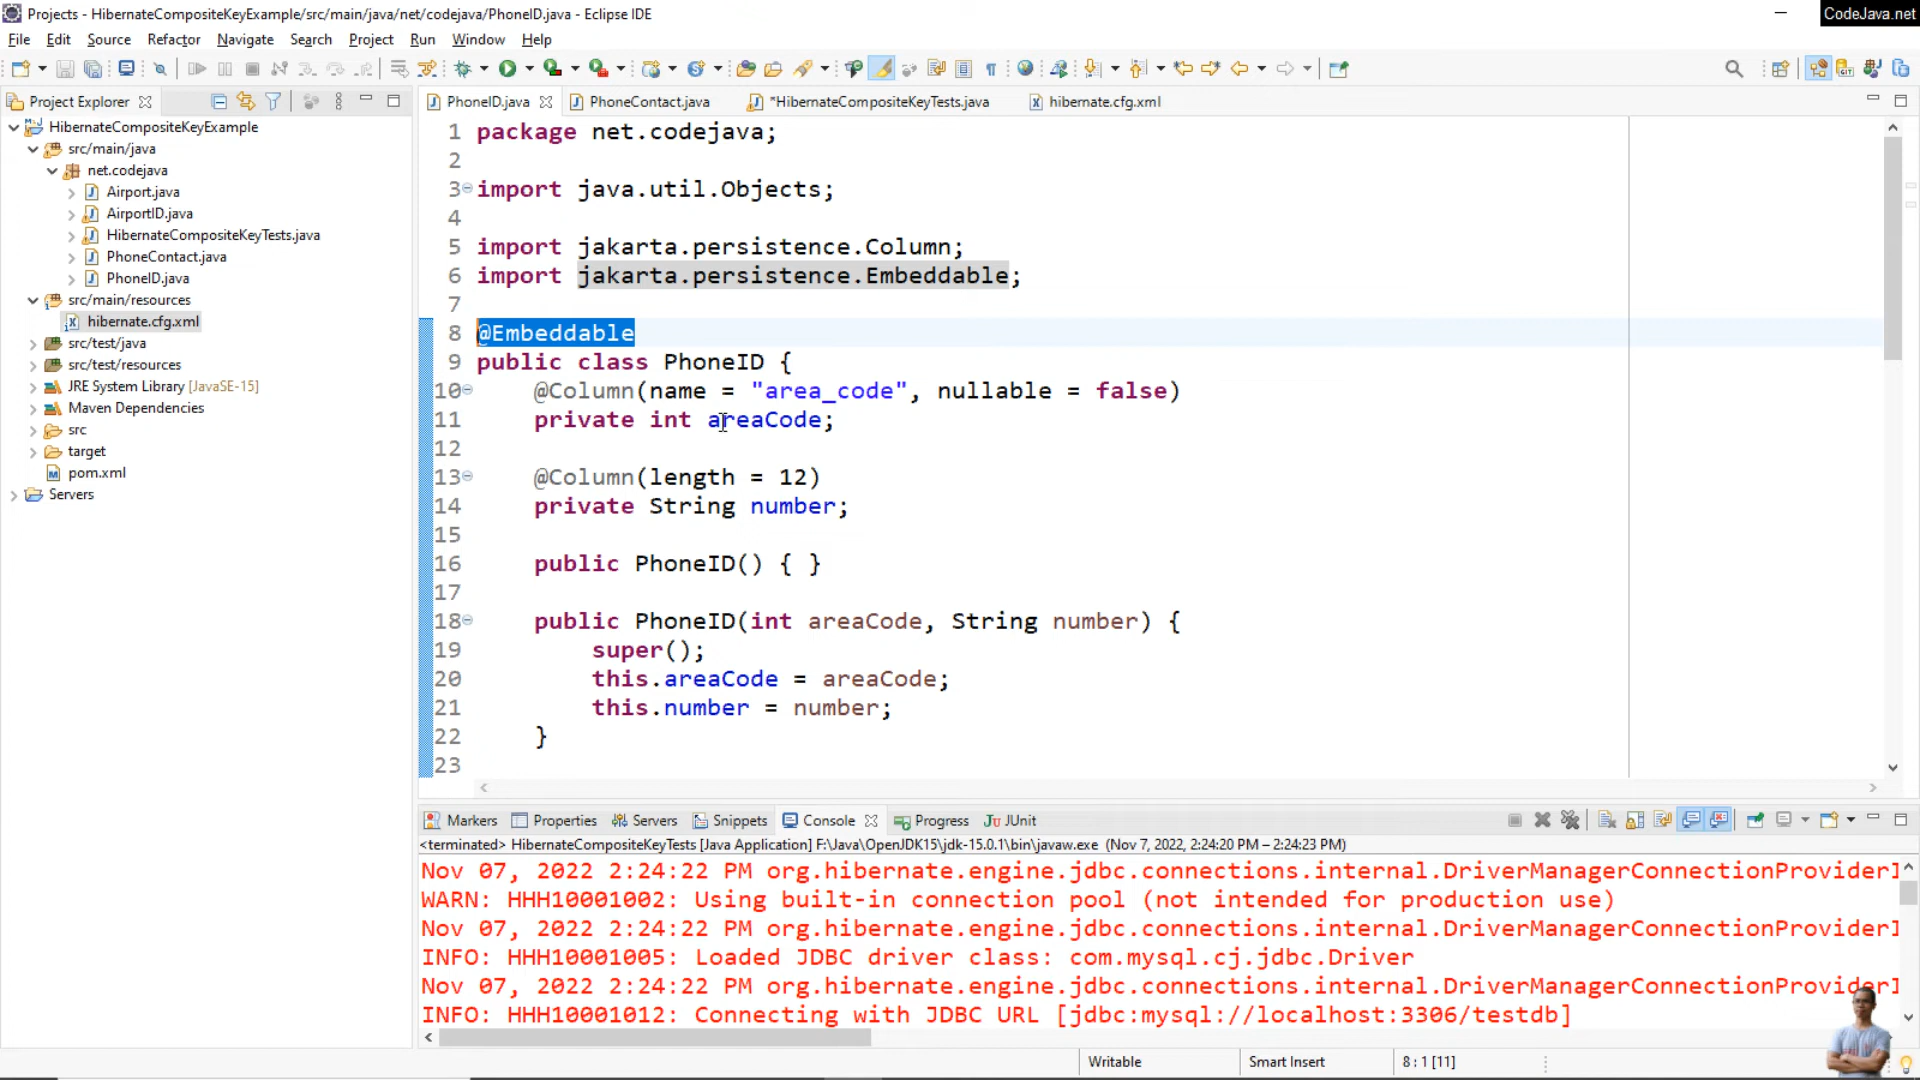 Projects - HibernateCompositeKeyExample/src/main/java/net/codejava/PhoneID.java - Eclipse IDE
CodeJava.net
File Edit Source Refactor Navigate Search Project Run Window Help
Project Explorer
PhoneID.java PhoneContact.java *HibernateCompositeKeyTests.java hibernate.cfg.xml
HibernateCompositeKeyExample
src/main/java
net.codejava
Airport.java
AirportID.java
HibernateCompositeKeyTests.java
PhoneContact.java
PhoneID.java
src/main/resources
hibernate.cfg.xml
src/test/java
src/test/resources
JRE System Library [JavaSE-15]
Maven Dependencies
src
target
pom.xml
Servers
1 package net.codejava;
2
3 import java.util.Objects;
4
5 import jakarta.persistence.Column;
6 import jakarta.persistence.Embeddable;
7
8 @Embeddable
9 public class PhoneID {
10 @Column(name = "area_code", nullable = false)
11 private int areaCode;
12
13 @Column(length = 12)
14 private String number;
15
16 public PhoneID() { }
17
18 public PhoneID(int areaCode, String number) {
19 super();
20 this.areaCode = areaCode;
21 this.number = number;
22 }
23
Markers Properties Servers Snippets Console Progress JUnit
<terminated> HibernateCompositeKeyTests [Java Application] F:\Java\OpenJDK15\jdk-15.0.1\bin\javaw.exe (Nov 7, 2022, 2:24:20 PM – 2:24:23 PM)
Nov 07, 2022 2:24:22 PM org.hibernate.engine.jdbc.connections.internal.DriverManagerConnectionProviderI
WARN: HHH10001002: Using built-in connection pool (not intended for production use)
Nov 07, 2022 2:24:22 PM org.hibernate.engine.jdbc.connections.internal.DriverManagerConnectionProviderI
INFO: HHH10001005: Loaded JDBC driver class: com.mysql.cj.jdbc.Driver
Nov 07, 2022 2:24:22 PM org.hibernate.engine.jdbc.connections.internal.DriverManagerConnectionProviderI
INFO: HHH10001012: Connecting with JDBC URL [jdbc:mysql://localhost:3306/testdb]
Writable Smart Insert 8 : 1 [11]